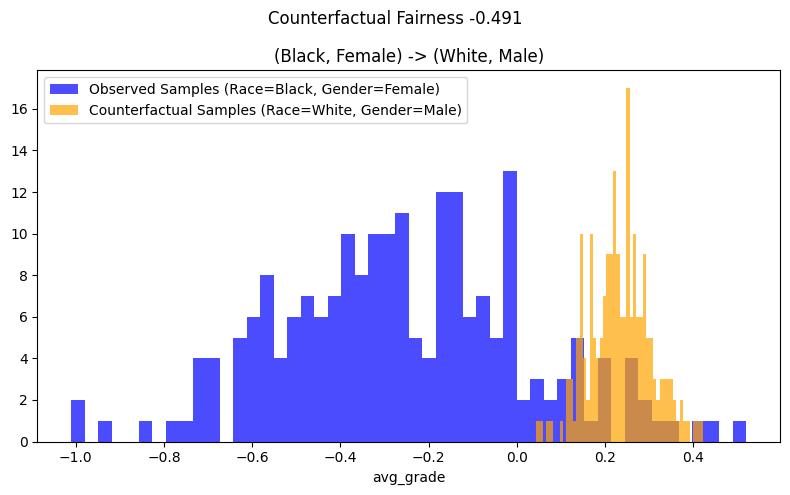 Counterfactual Fairness -0.491
(Black, Female) -> (White, Male)
Observed Samples (Race=Black, Gender=Female)
Counterfactual Samples (Race=White, Gender=Male)
16
14
12
10
8
6
4
2
0
−1.0 −0.8 −0.6 −0.4 −0.2 0.0 0.2 0.4
avg_grade